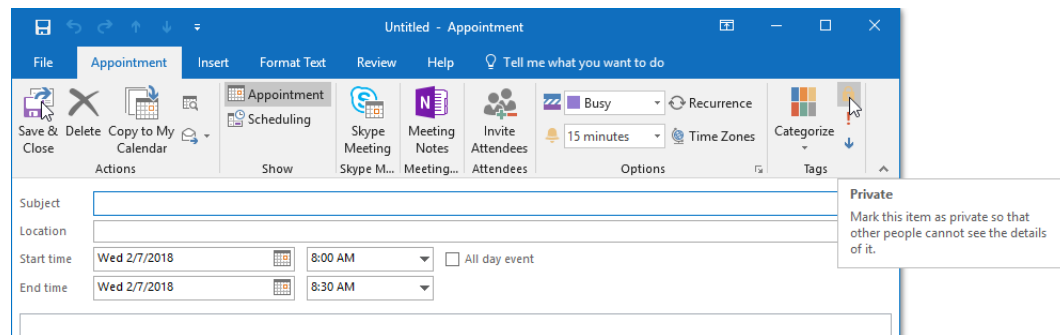 Untitled - Appointment
File Appointment Insert Format Text Review Help Tell me what you want to do
Save & Close
Delete
Copy to My Calendar
Actions
Appointment
Scheduling
Show
Skype Meeting
Skype M...
Meeting Notes
Meeting...
Invite Attendees
Attendees
Busy
Recurrence
15 minutes
Time Zones
Options
Categorize
Tags
Private
Mark this item as private so that
other people cannot see the details
of it.
Subject
Location
Start time Wed 2/7/2018 8:00 AM All day event
End time Wed 2/7/2018 8:30 AM